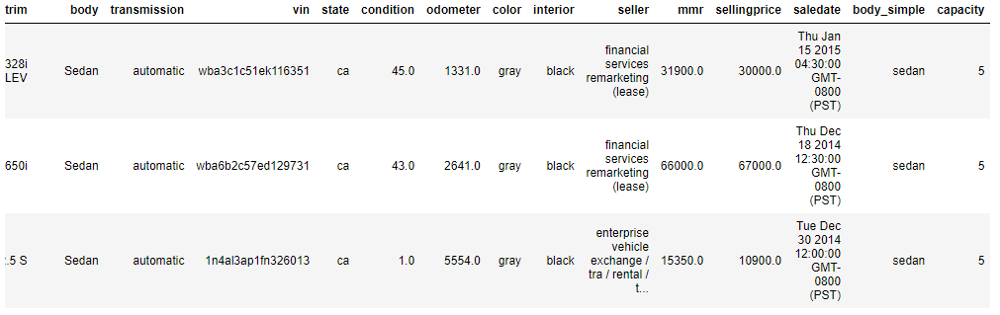 trim body transmission vin state condition odometer color interior seller mmr sellingprice saledate body_simple capacity
328i LEV Sedan automatic wba3c1c51ek116351 ca 45.0 1331.0 gray black financial services remarketing (lease) 31900.0 30000.0 Thu Jan 15 2015 04:30:00 GMT-0800 (PST) sedan 5
650i Sedan automatic wba6b2c57ed129731 ca 43.0 2641.0 gray black financial services remarketing (lease) 66000.0 67000.0 Thu Dec 18 2014 12:30:00 GMT-0800 (PST) sedan 5
.5 S Sedan automatic 1n4al3ap1fn326013 ca 1.0 5554.0 gray black enterprise vehicle exchange / tra / rental / t... 15350.0 10900.0 Tue Dec 30 2014 12:00:00 GMT-0800 (PST) sedan 5